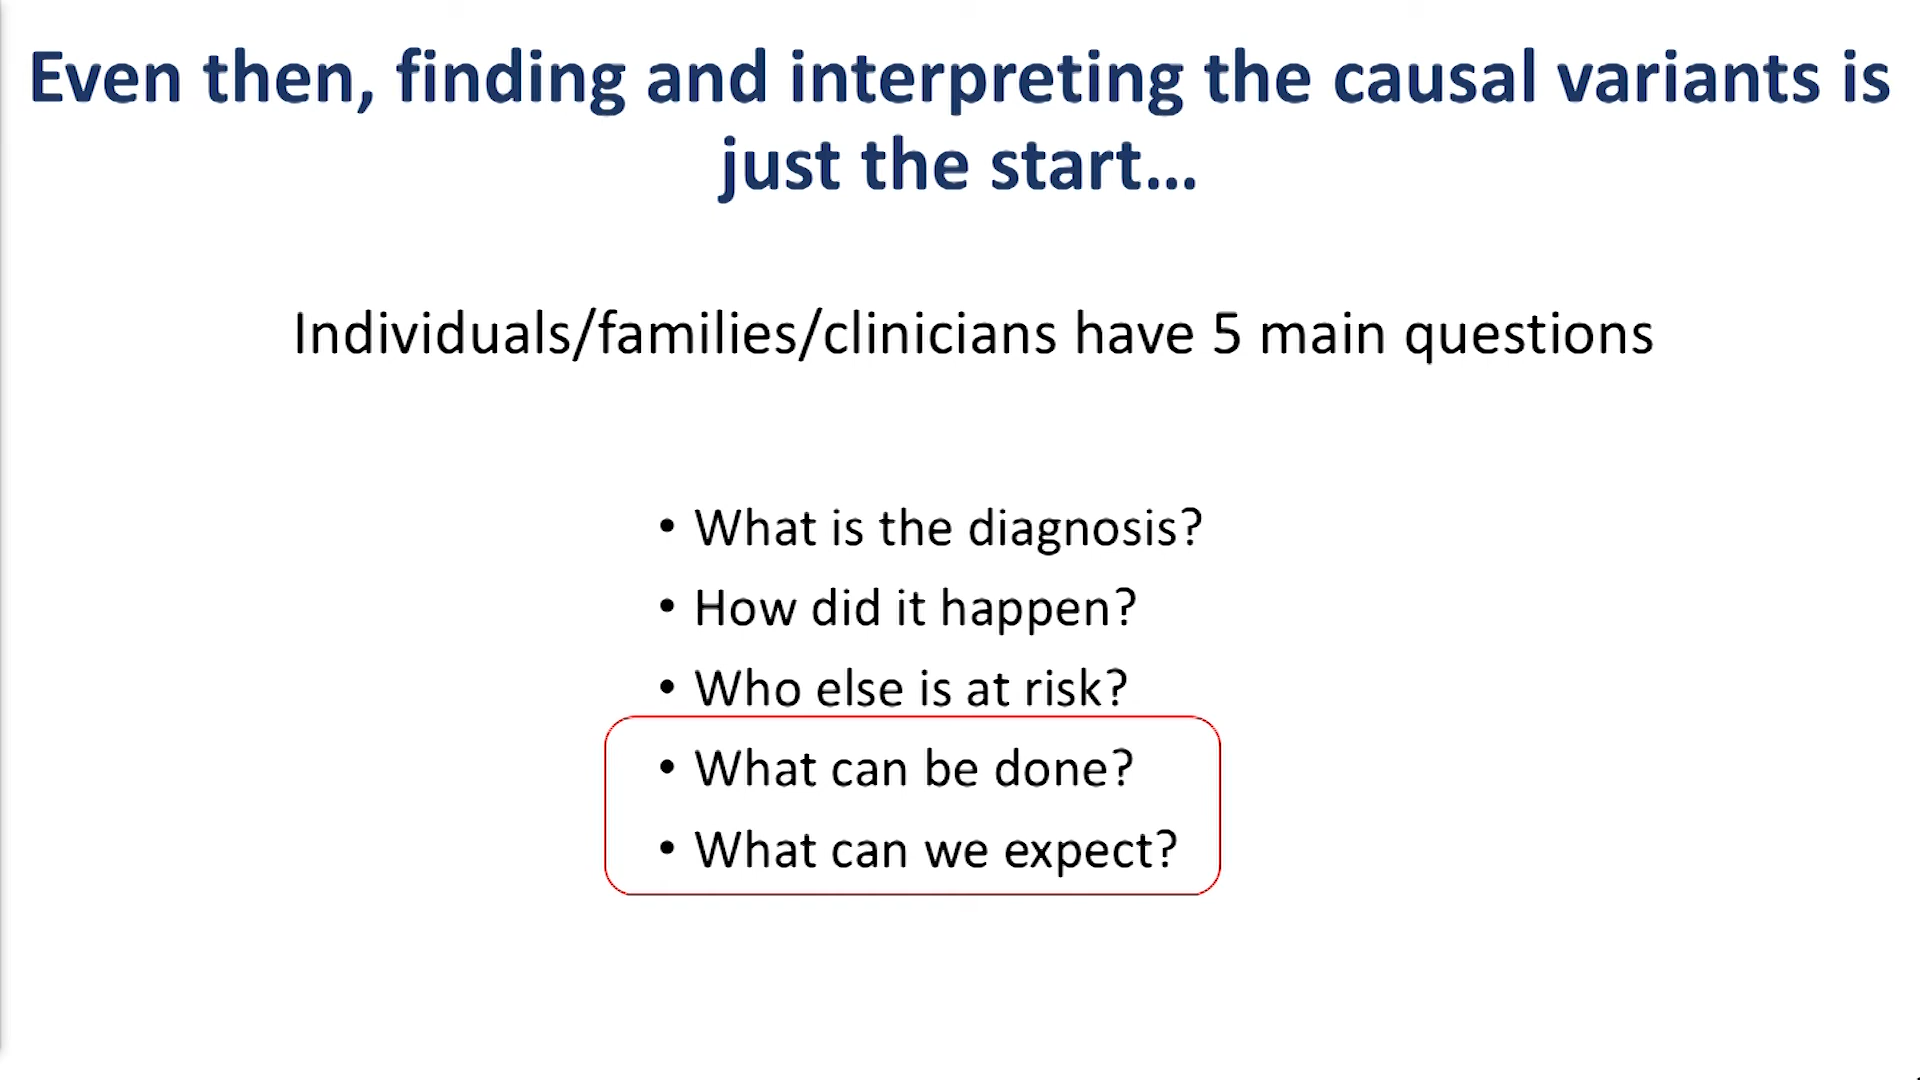 Even then, finding and interpreting the causal variants is
just the start...
Individuals/families/clinicians have 5 main questions
• What is the diagnosis?
• How did it happen?
• Who else is at risk?
• What can be done?
• What can we expect?